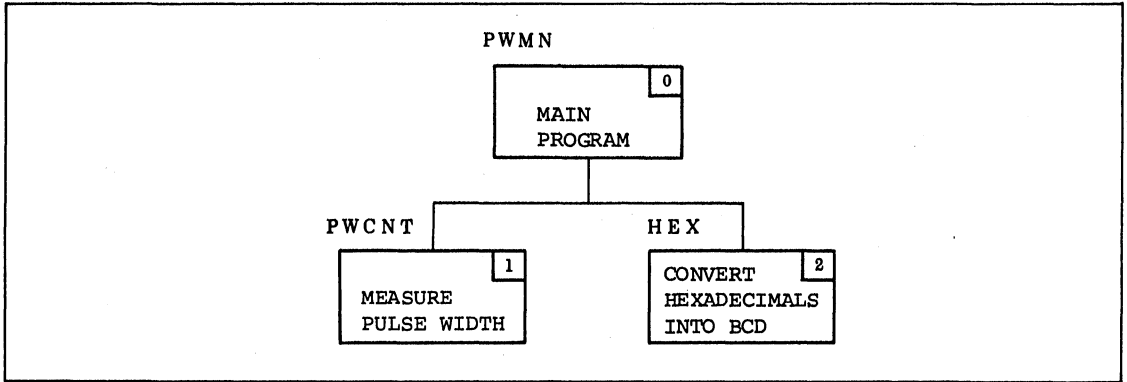 PWMN
0
MAIN
PROGRAM
PWCNT
1
MEASURE
PULSE WIDTH
HEX
2
CONVERT
HEXADECIMALS
INTO BCD